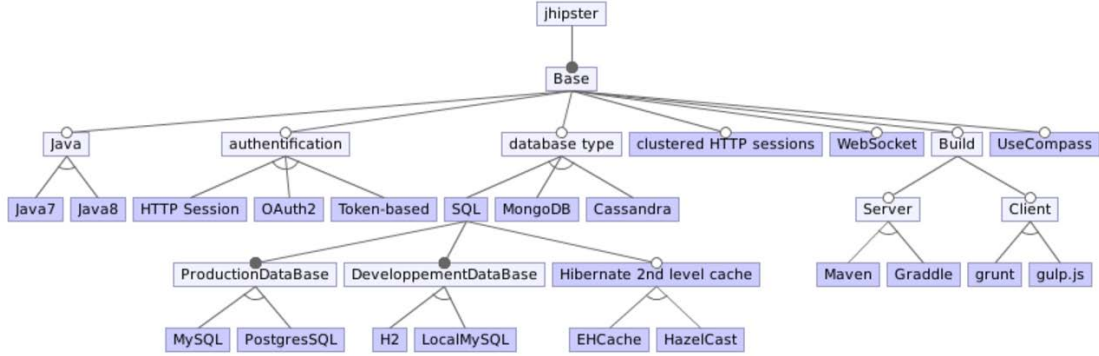 jhipster
Base
Java
authentification
database type
clustered HTTP sessions
WebSocket
Build
UseCompass
Java7
Java8
HTTP Session
OAuth2
Token-based
SQL
MongoDB
Cassandra
Server
Client
ProductionDataBase
DeveloppementDataBase
Hibernate 2nd level cache
Maven
Graddle
grunt
gulp.js
MySQL
PostgresSQL
H2
LocalMySQL
EHCache
HazelCast